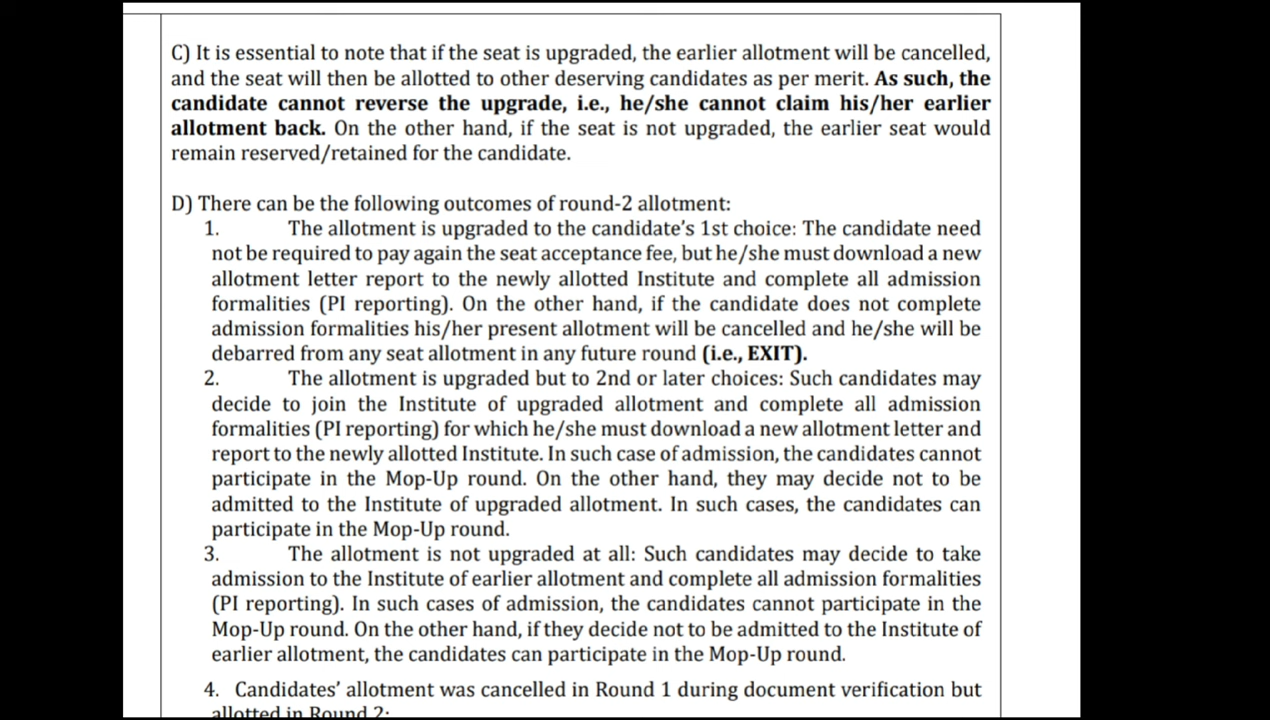 C) It is essential to note that if the seat is upgraded, the earlier allotment will be cancelled,
and the seat will then be allotted to other deserving candidates as per merit. As such, the
candidate cannot reverse the upgrade, i.e., he/she cannot claim his/her earlier
allotment back. On the other hand, if the seat is not upgraded, the earlier seat would
remain reserved/retained for the candidate.
D) There can be the following outcomes of round-2 allotment:
1. The allotment is upgraded to the candidate's 1st choice: The candidate need
not be required to pay again the seat acceptance fee, but he/she must download a new
allotment letter report to the newly allotted Institute and complete all admission
formalities (PI reporting). On the other hand, if the candidate does not complete
admission formalities his/her present allotment will be cancelled and he/she will be
debarred from any seat allotment in any future round (i.e., EXIT).
2. The allotment is upgraded but to 2nd or later choices: Such candidates may
decide to join the Institute of upgraded allotment and complete all admission
formalities (PI reporting) for which he/she must download a new allotment letter and
report to the newly allotted Institute. In such case of admission, the candidates cannot
participate in the Mop-Up round. On the other hand, they may decide not to be
admitted to the Institute of upgraded allotment. In such cases, the candidates can
participate in the Mop-Up round.
3. The allotment is not upgraded at all: Such candidates may decide to take
admission to the Institute of earlier allotment and complete all admission formalities
(PI reporting). In such cases of admission, the candidates cannot participate in the
Mop-Up round. On the other hand, if they decide not to be admitted to the Institute of
earlier allotment, the candidates can participate in the Mop-Up round.
4. Candidates' allotment was cancelled in Round 1 during document verification but
allotted in Round 2: